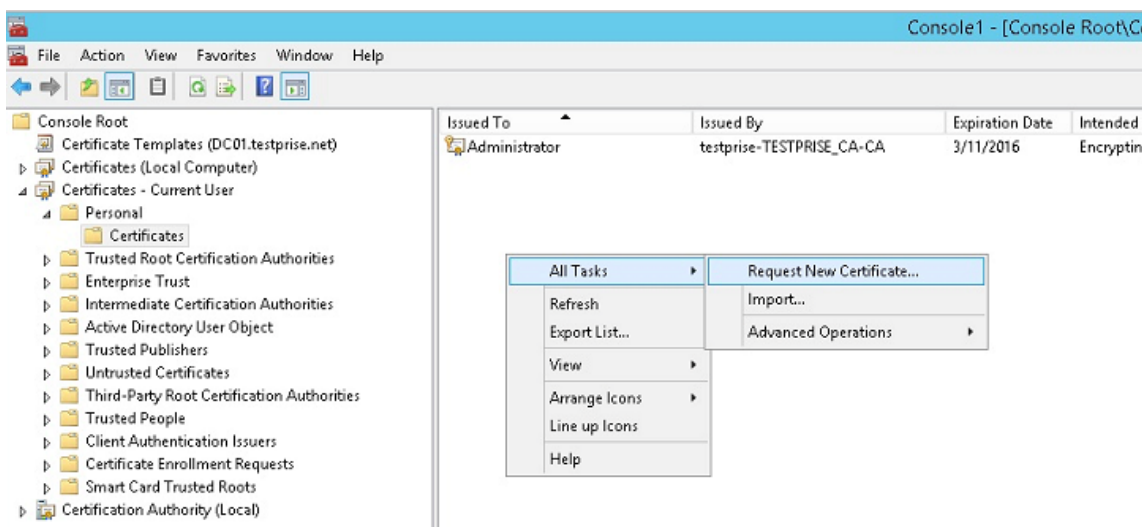 Console1 - [Console Root\C
File Action View Favorites Window Help
Console Root
Certificate Templates (DC01.testprise.net)
Certificates (Local Computer)
Certificates - Current User
Personal
Certificates
Trusted Root Certification Authorities
Enterprise Trust
Intermediate Certification Authorities
Active Directory User Object
Trusted Publishers
Untrusted Certificates
Third-Party Root Certification Authorities
Trusted People
Client Authentication Issuers
Certificate Enrollment Requests
Smart Card Trusted Roots
Certification Authority (Local)
Issued To Issued By Expiration Date Intended
Administrator testprise-TESTPRISE_CA-CA 3/11/2016 Encryptin
All Tasks
Refresh
Export List...
View
Arrange Icons
Line up Icons
Help
Request New Certificate...
Import...
Advanced Operations